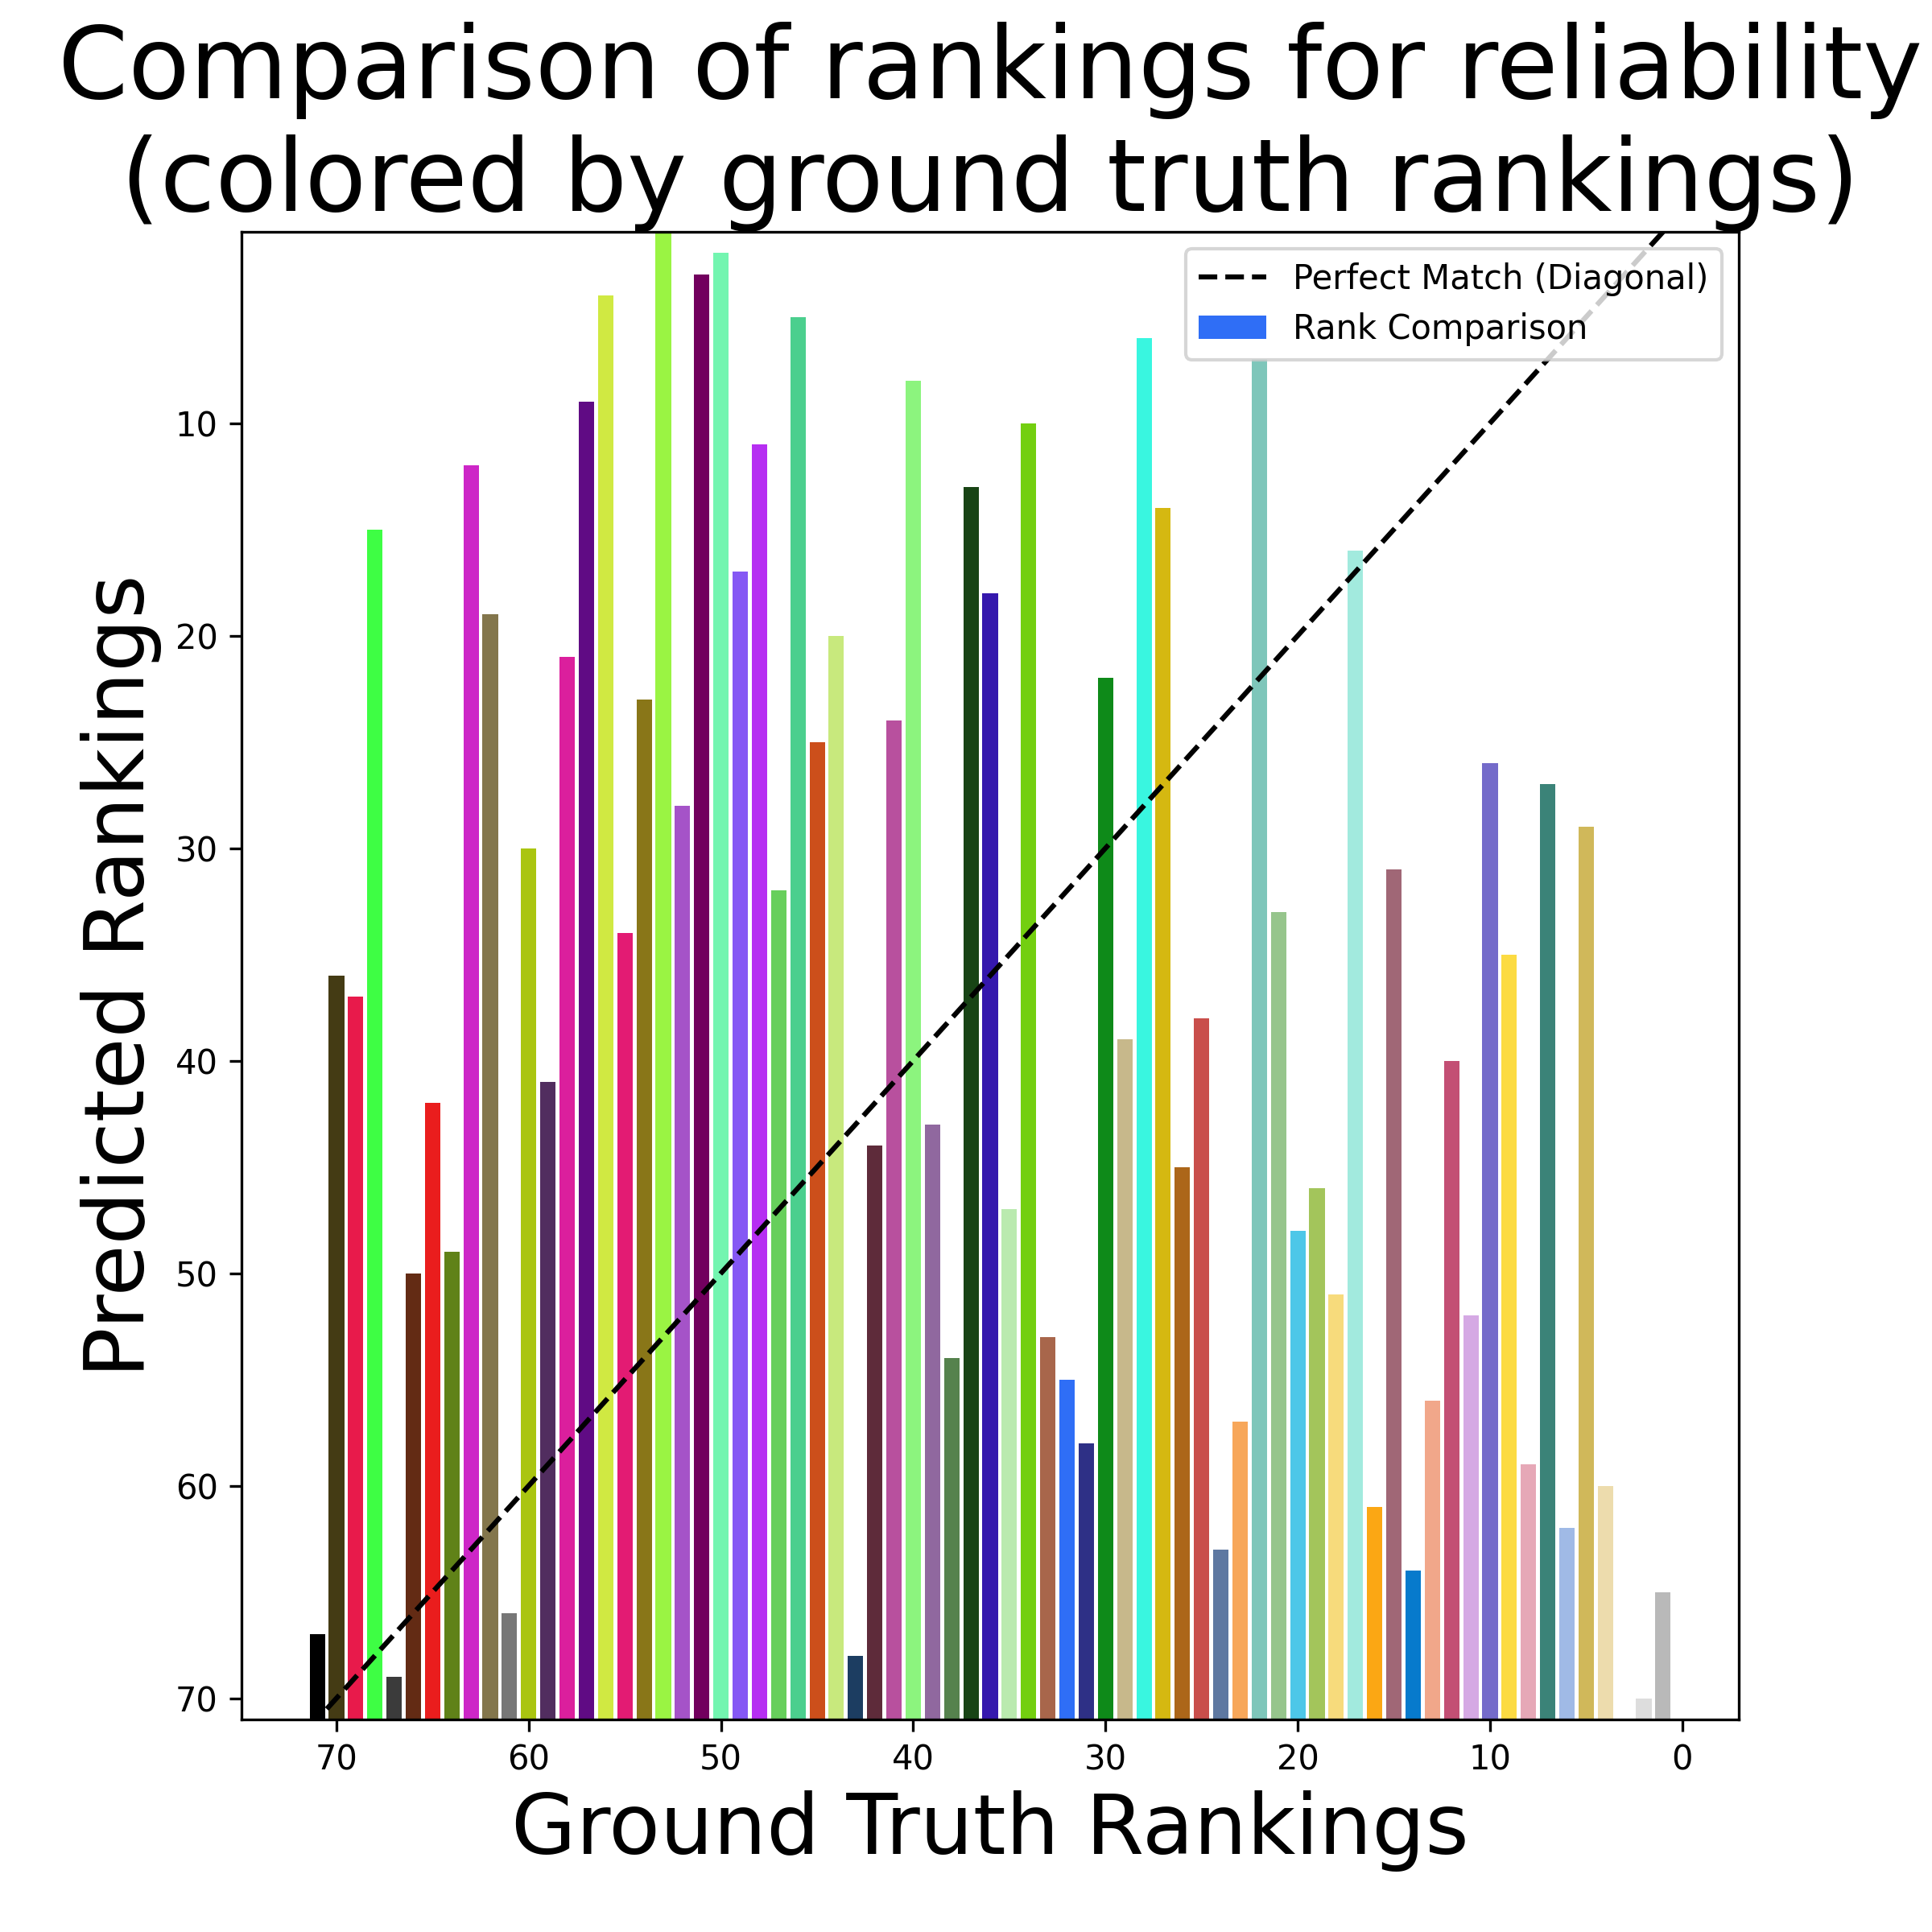 Comparison of rankings for reliability
(colored by ground truth rankings)
Perfect Match (Diagonal)
Rank Comparison
Predicted Rankings
10
20
30
40
50
60
70
70 60 50 40 30 20 10 0
Ground Truth Rankings